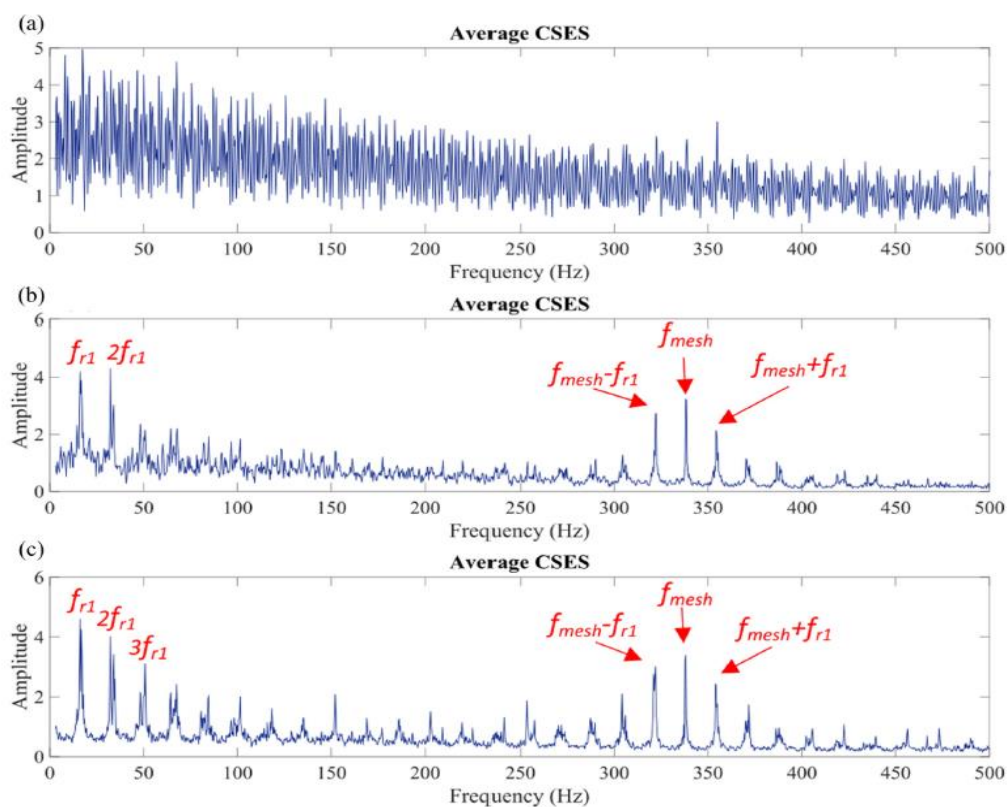 (a)
Average CSES
Amplitude
5
4
3
2
1
0
0 50 100 150 200 250 300 350 400 450 500
Frequency (Hz)
(b)
Average CSES
Amplitude
6
4
2
0
f_r1 2f_r1
f_mesh-f_r1
f_mesh
f_mesh+f_r1
0 50 100 150 200 250 300 350 400 450 500
Frequency (Hz)
(c)
Average CSES
Amplitude
6
4
2
0
f_r1
2f_r1
3f_r1
f_mesh-f_r1
f_mesh
f_mesh+f_r1
0 50 100 150 200 250 300 350 400 450 500
Frequency (Hz)